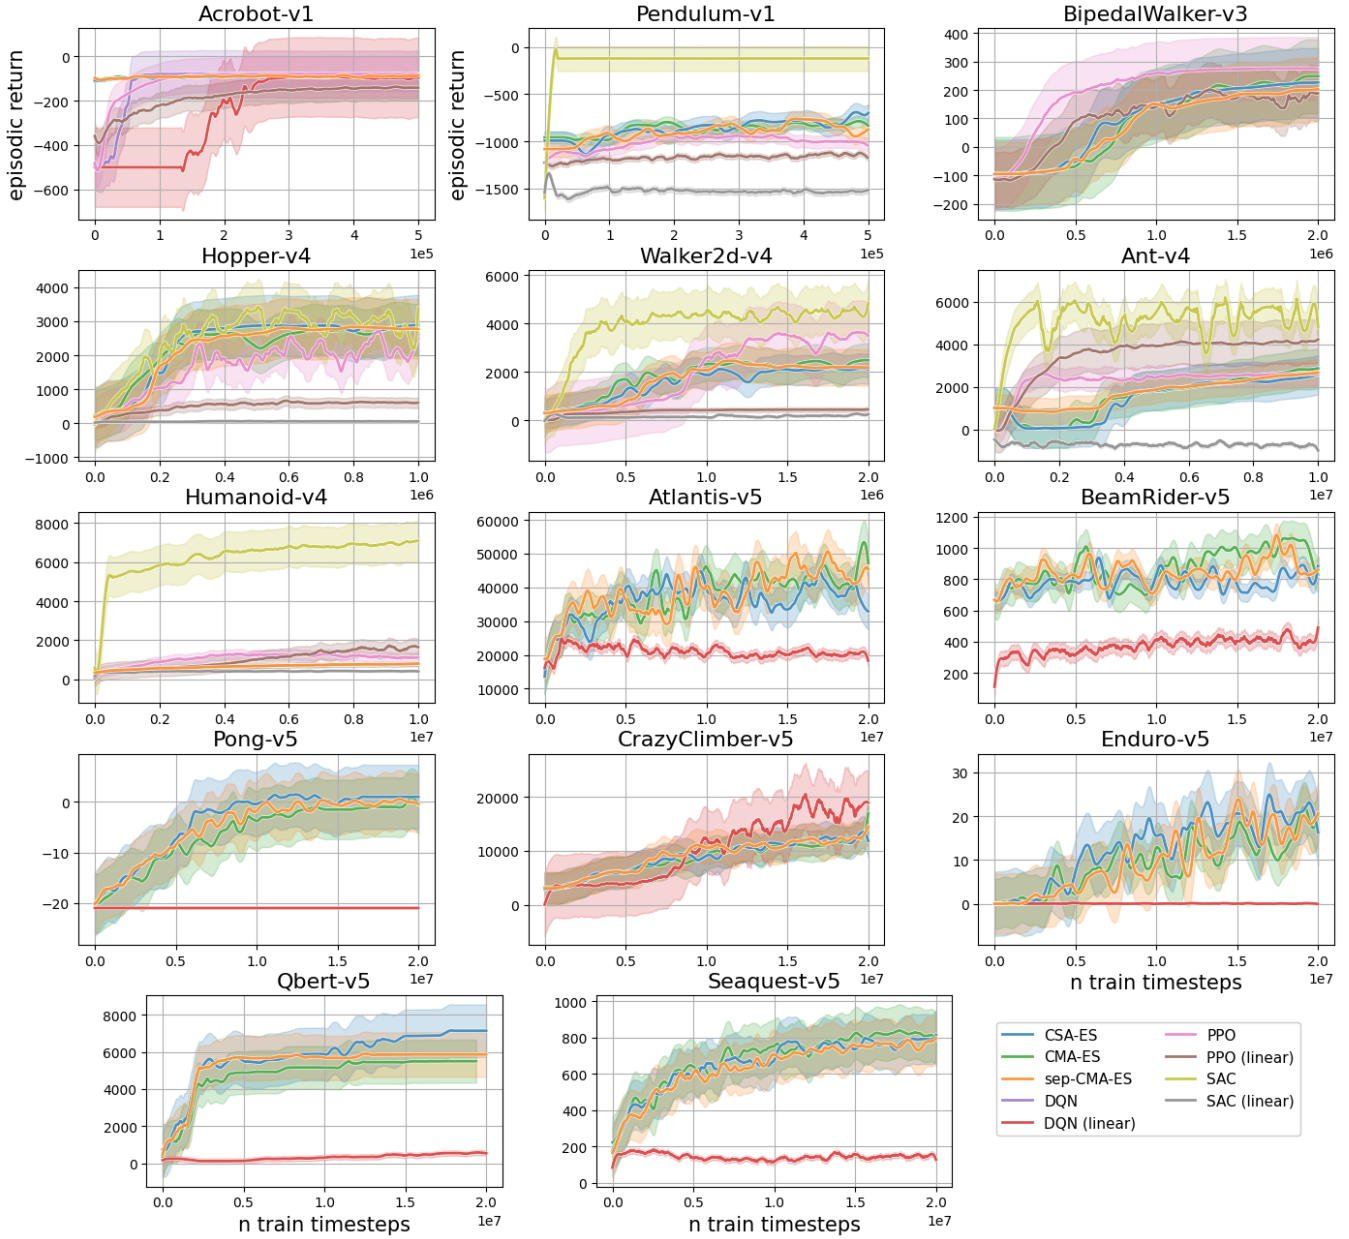 Acrobot-v1
episodic return
0
−200
−400
−600
0 1 2 3 4 5
1e5
Pendulum-v1
episodic return
0
−500
−1000
−1500
0 1 2 3 4 5
1e5
BipedalWalker-v3
400
300
200
100
0
−100
−200
0.0 0.5 1.0 1.5 2.0
1e6
Hopper-v4
4000
3000
2000
1000
0
−1000
0.0 0.2 0.4 0.6 0.8 1.0
1e6
Walker2d-v4
6000
4000
2000
0
0.0 0.5 1.0 1.5 2.0
1e6
Ant-v4
6000
4000
2000
0
0.0 0.2 0.4 0.6 0.8 1.0
1e7
Humanoid-v4
8000
6000
4000
2000
0
0.0 0.2 0.4 0.6 0.8 1.0
1e7
Atlantis-v5
60000
50000
40000
30000
20000
10000
0.0 0.5 1.0 1.5 2.0
1e7
BeamRider-v5
1200
1000
800
600
400
200
0.0 0.5 1.0 1.5 2.0
1e7
Pong-v5
0
−10
−20
0.0 0.5 1.0 1.5 2.0
1e7
CrazyClimber-v5
20000
10000
0
0.0 0.5 1.0 1.5 2.0
1e7
Enduro-v5
30
20
10
0
0.0 0.5 1.0 1.5 2.0
1e7
n train timesteps
Qbert-v5
8000
6000
4000
2000
0
0.0 0.5 1.0 1.5 2.0
1e7
n train timesteps
Seaquest-v5
1000
800
600
400
200
0
0.0 0.5 1.0 1.5 2.0
1e7
n train timesteps
CSA-ES
CMA-ES
sep-CMA-ES
DQN
DQN (linear)
PPO
PPO (linear)
SAC
SAC (linear)